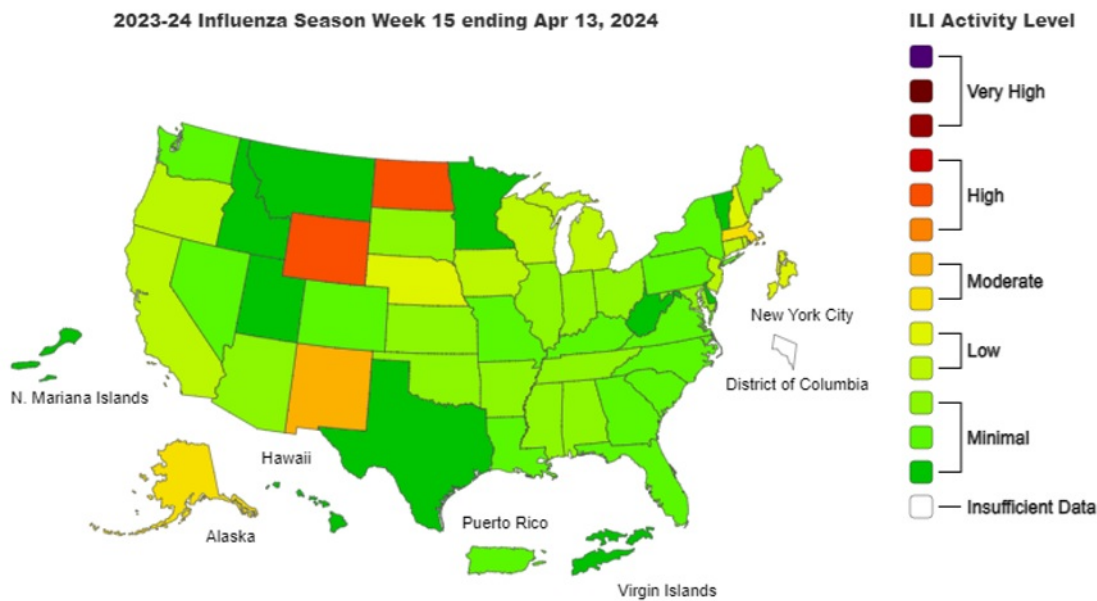 2023-24 Influenza Season Week 15 ending Apr 13, 2024
ILI Activity Level
Very High
High
Moderate
Low
Minimal
Insufficient Data
New York City
District of Columbia
N. Mariana Islands
Hawaii
Alaska
Puerto Rico
Virgin Islands